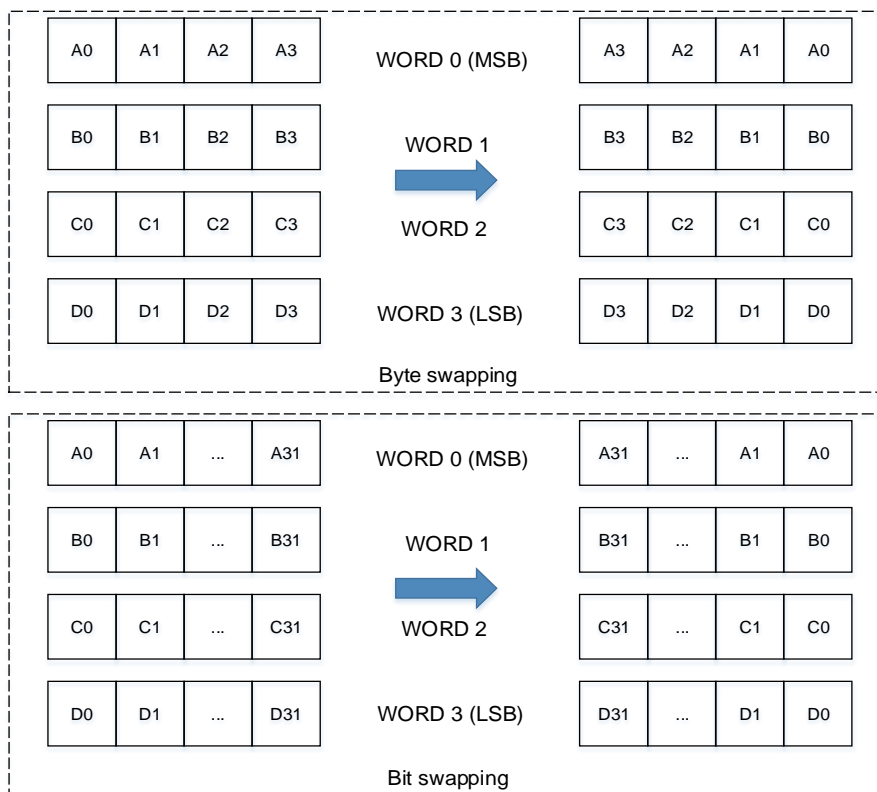 A0 A1 A2 A3 WORD 0 (MSB) A3 A2 A1 A0
B0 B1 B2 B3 WORD 1 B3 B2 B1 B0
C0 C1 C2 C3 WORD 2 C3 C2 C1 C0
D0 D1 D2 D3 WORD 3 (LSB) D3 D2 D1 D0
Byte swapping
A0 A1 ... A31 WORD 0 (MSB) A31 ... A1 A0
B0 B1 ... B31 WORD 1 B31 ... B1 B0
C0 C1 ... C31 WORD 2 C31 ... C1 C0
D0 D1 ... D31 WORD 3 (LSB) D31 ... D1 D0
Bit swapping